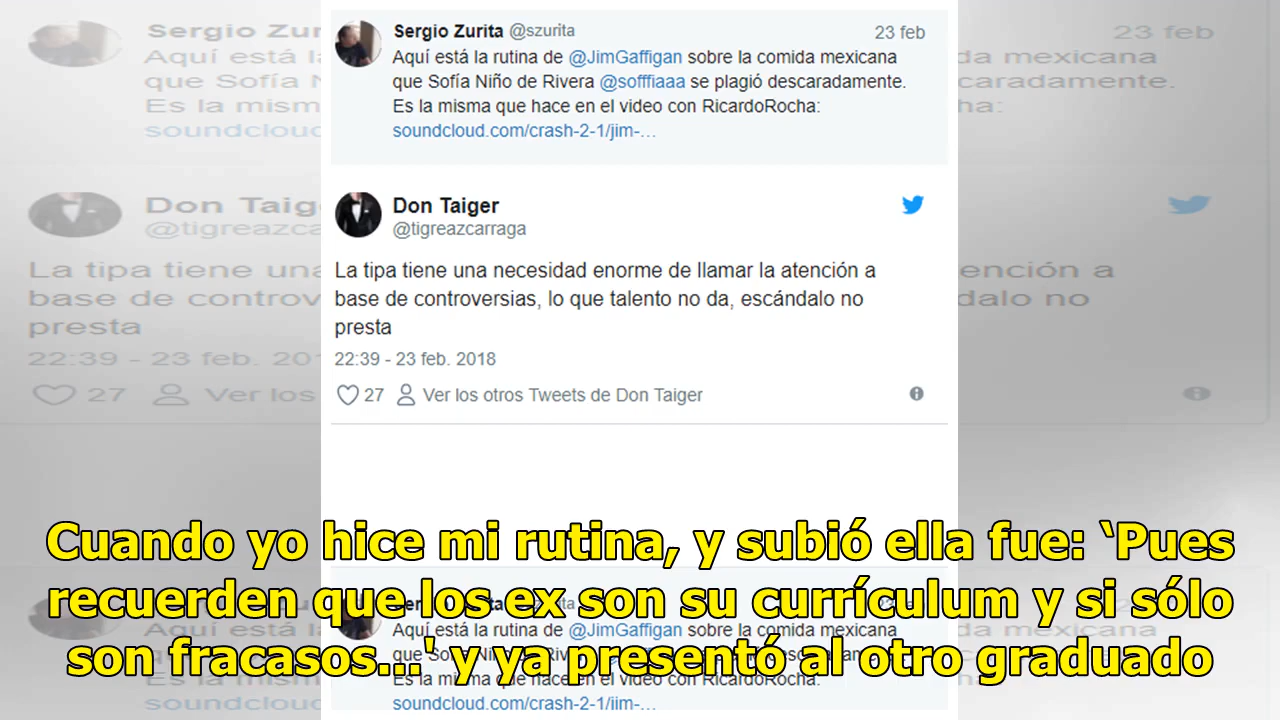 Sergio Zurita @szurita 23 feb
Aquí está la rutina de @JimGaffigan sobre la comida mexicana
que Sofía Niño de Rivera @sofffiaaa se plagió descaradamente.
Es la misma que hace en el video con RicardoRocha:
soundcloud.com/crash-2-1/jim-...
Don Taiger
@tigreazcarraga
La tipa tiene una necesidad enorme de llamar la atención a
base de controversias, lo que talento no da, escándalo no
presta
22:39 - 23 feb. 2018
27 Ver los otros Tweets de Don Taiger
Cuando yo hice mi rutina, y subió ella fue: ‘Pues
recuerden que los ex son su currículum y si sólo
son fracasos...' y ya presentó al otro graduado
Aquí está la rutina de @JimGaffigan sobre la comida mexicana
Es la misma que hace en el video con RicardoRocha:
soundcloud.com/crash-2-1/jim-...